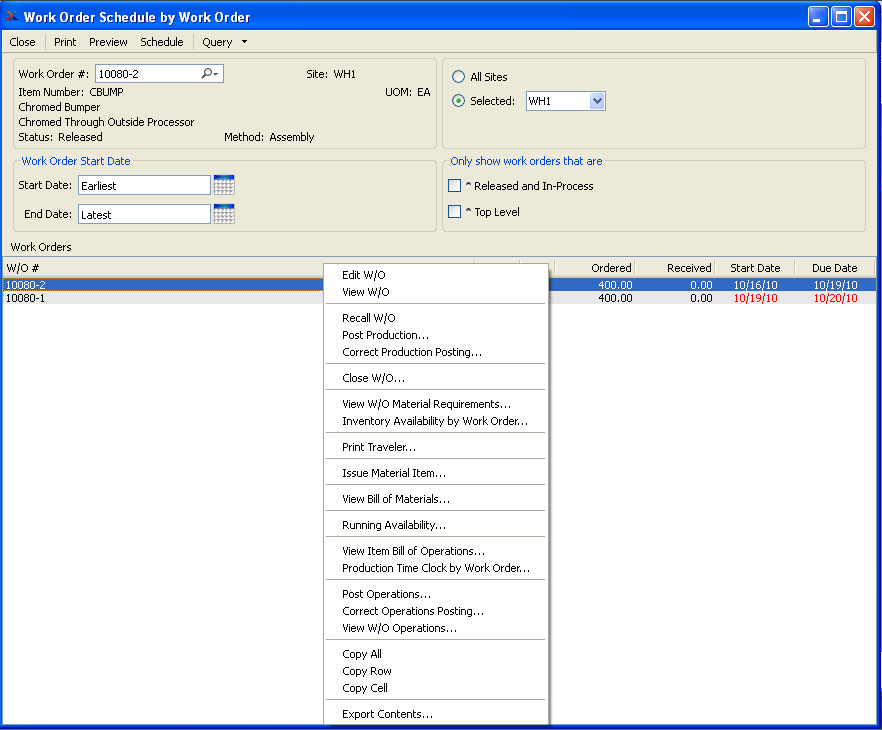 Work Order Schedule by Work Order
Close Print Preview Schedule Query
Work Order #: 10080-2 Site: WH1
Item Number: CBUMP UOM: EA
Chromed Bumper
Chromed Through Outside Processor
Status: Released Method: Assembly
All Sites
Selected: WH1
Work Order Start Date
Start Date: Earliest
End Date: Latest
Only show work orders that are
^ Released and In-Process
^ Top Level
Work Orders
W/O # Ordered Received Start Date Due Date
10080-2 400.00 0.00 10/16/10 10/19/10
10080-1 400.00 0.00 10/19/10 10/20/10
Edit W/O
View W/O
Recall W/O
Post Production...
Correct Production Posting...
Close W/O...
View W/O Material Requirements...
Inventory Availability by Work Order...
Print Traveler...
Issue Material Item...
View Bill of Materials...
Running Availability...
View Item Bill of Operations...
Production Time Clock by Work Order...
Post Operations...
Correct Operations Posting...
View W/O Operations...
Copy All
Copy Row
Copy Cell
Export Contents...